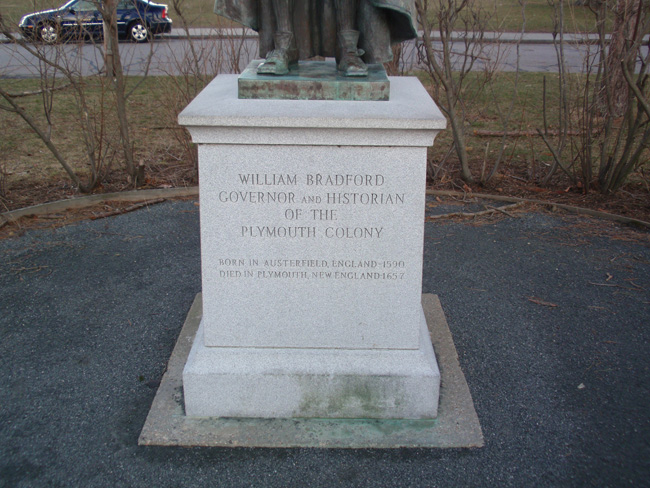 WILLIAM BRADFORD
GOVERNOR AND HISTORIAN
OF THE
PLYMOUTH COLONY
BORN IN AUSTERFIELD, ENGLAND, 1590
DIED IN PLYMOUTH, NEW ENGLAND, 1657